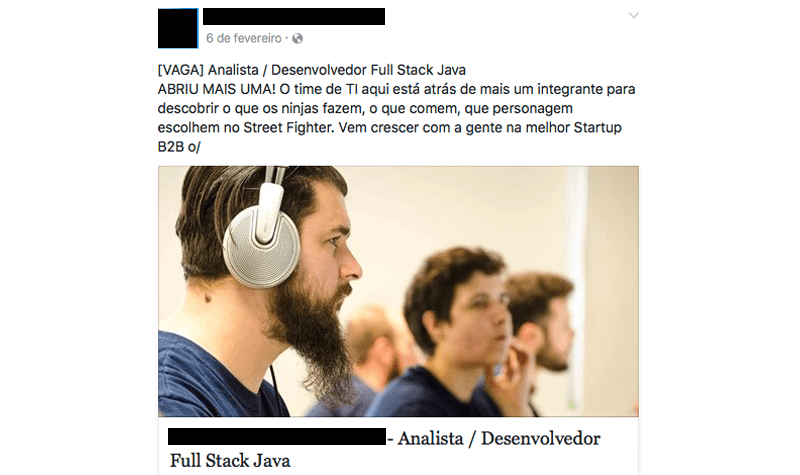 6 de fevereiro ·
[VAGA] Analista / Desenvolvedor Full Stack Java
ABRIU MAIS UMA! O time de TI aqui está atrás de mais um integrante para
descobrir o que os ninjas fazem, o que comem, que personagem
escolhem no Street Fighter. Vem crescer com a gente na melhor Startup
B2B o/
- Analista / Desenvolvedor
Full Stack Java